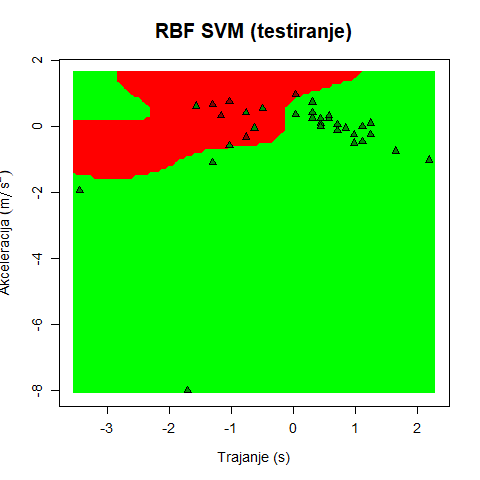 RBF SVM (testiranje)
2
0
-2
-4
-6
-8
Akceleracija (m/s²)
-3 -2 -1 0 1 2
Trajanje (s)